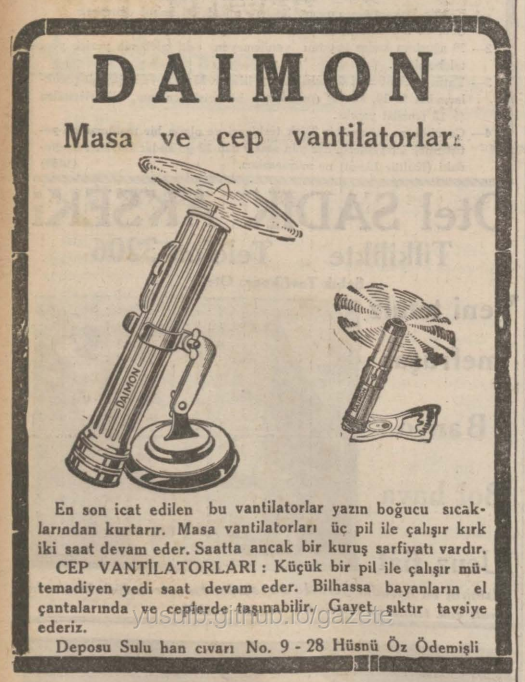 DAIMON
Masa ve cep vantilatorları
DAIMON
En son icat edilen bu vantilatorlar yazın boğucu sıcak-
larından kurtarır. Masa vantilatorları üç pil ile çalışır kırk
iki saat devam eder. Saatta ancak bir kuruş sarfiyatı vardır.
CEP VANTİLATORLARI : Küçük bir pil ile çalışır mü-
temadiyen yedi saat devam eder. Bilhassa bayanların el
çantalarında ve ceplerde taşınabilir. Gayet şıktır tavsiye
ederiz.
yusufb.github.io/gazete
Deposu Sulu han cıvarı No. 9 - 28 Hüsnü Öz Ödemişli